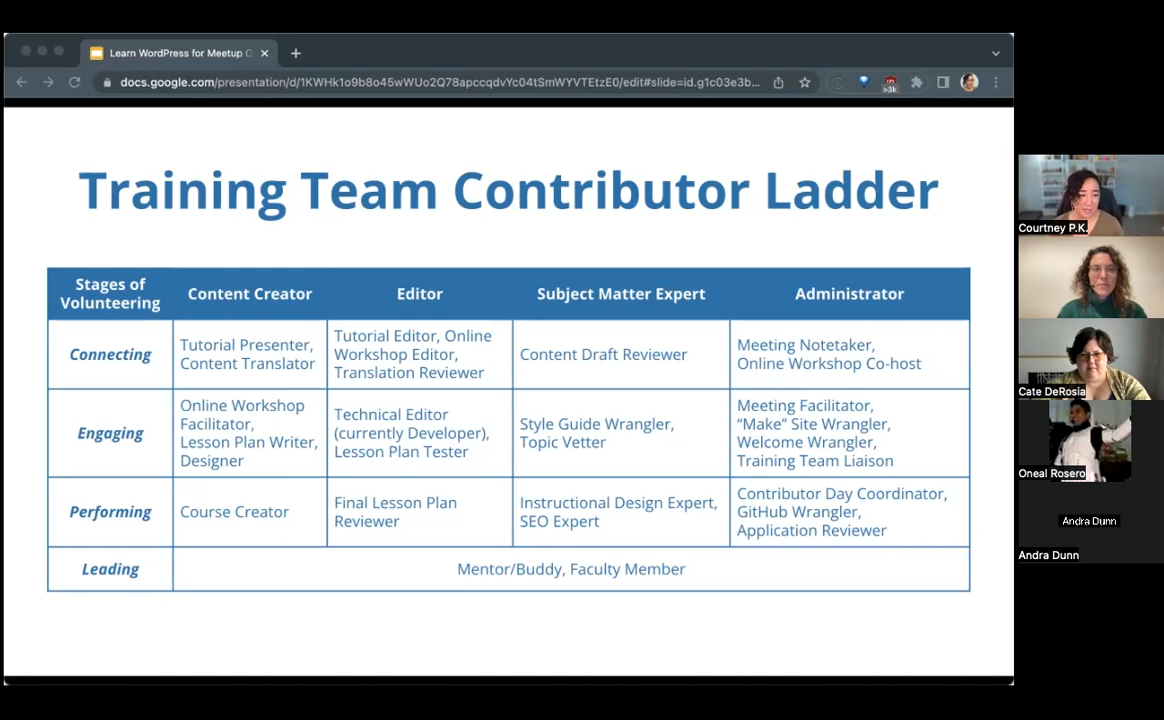 Learn WordPress for Meetup O
docs.google.com/presentation/d/1KWHk1o9b8o45wWUo2Q78apccqdvYc04tSmWYVTEtzE0/edit#slide=id.g1c03e3b...
>3k
Training Team Contributor Ladder
Stages of
Volunteering
Content Creator
Editor
Subject Matter Expert
Administrator
Connecting
Tutorial Presenter,
Content Translator
Tutorial Editor, Online
Workshop Editor,
Translation Reviewer
Content Draft Reviewer
Meeting Notetaker,
Online Workshop Co-host
Engaging
Online Workshop
Facilitator,
Lesson Plan Writer,
Designer
Technical Editor
(currently Developer),
Lesson Plan Tester
Style Guide Wrangler,
Topic Vetter
Meeting Facilitator,
“Make” Site Wrangler,
Welcome Wrangler,
Training Team Liaison
Performing
Course Creator
Final Lesson Plan
Reviewer
Instructional Design Expert,
SEO Expert
Contributor Day Coordinator,
GitHub Wrangler,
Application Reviewer
Leading
Mentor/Buddy, Faculty Member
Courtney P.K.
Cate DeRosia
Oneal Rosero
Andra Dunn
Andra Dunn